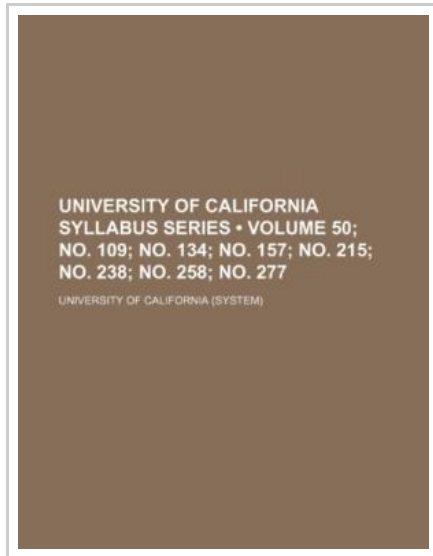 UNIVERSITY OF CALIFORNIA
SYLLABUS SERIES • VOLUME 50;
NO. 109; NO. 134; NO. 157; NO. 215;
NO. 238; NO. 258; NO. 277
UNIVERSITY OF CALIFORNIA (SYSTEM)